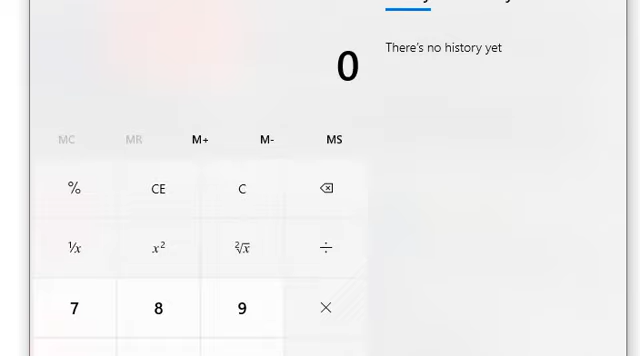 0
There's no history yet
MC MR M+ M- MS
% CE C
¹/x x² ²√x ÷
7 8 9 ×